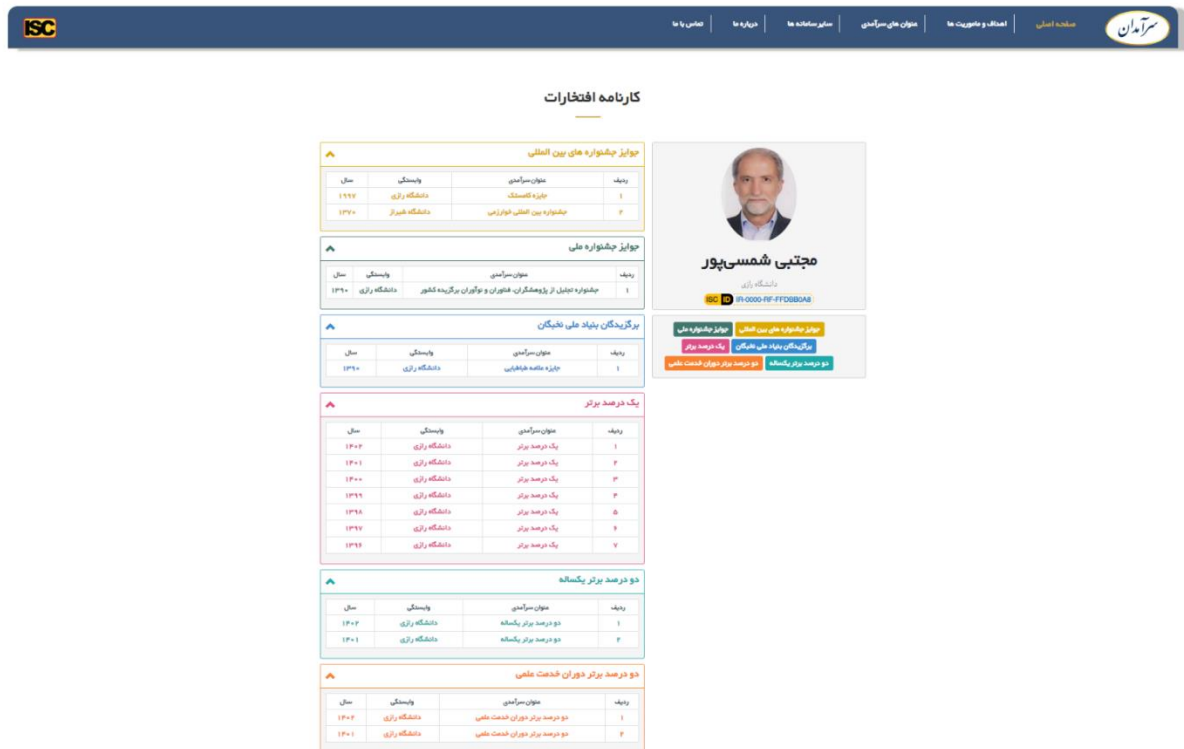 سرآمدان
صفحه اصلی
اهداف و ماموریت ها
عنوان های سرآمدی
سایر سامانه ها
درباره ما
تماس با ما
ISC
کارنامه افتخارات
مجتبی شمسی‌پور
دانشگاه رازی
ISC ID IR-0000-RF-FFDBB0A8
جوایز جشنواره های بین المللی جوایز جشنواره ملی
برگزیدگان بنیاد ملی نخبگان یک درصد برتر
دو درصد برتر یکساله دو درصد برتر دوران خدمت علمی
جوایز جشنواره های بین المللی
ردیف عنوان سرآمدی وابستگی سال
۱ جایزه کامستک دانشگاه رازی ۱۹۹۷
۲ جشنواره بین المللی خوارزمی دانشگاه شیراز ۱۳۷۰
جوایز جشنواره ملی
ردیف عنوان سرآمدی وابستگی سال
۱ جشنواره تجلیل از پژوهشگران، فناوران و نوآوران برگزیده کشور دانشگاه رازی ۱۳۹۰
برگزیدگان بنیاد ملی نخبگان
ردیف عنوان سرآمدی وابستگی سال
۱ جایزه علامه طباطبایی دانشگاه رازی ۱۳۹۰
یک درصد برتر
ردیف عنوان سرآمدی وابستگی سال
۱ یک درصد برتر دانشگاه رازی ۱۴۰۲
۲ یک درصد برتر دانشگاه رازی ۱۴۰۱
۳ یک درصد برتر دانشگاه رازی ۱۴۰۰
۴ یک درصد برتر دانشگاه رازی ۱۳۹۹
۵ یک درصد برتر دانشگاه رازی ۱۳۹۸
۶ یک درصد برتر دانشگاه رازی ۱۳۹۷
۷ یک درصد برتر دانشگاه رازی ۱۳۹۶
دو درصد برتر یکساله
ردیف عنوان سرآمدی وابستگی سال
۱ دو درصد برتر یکساله دانشگاه رازی ۱۴۰۲
۲ دو درصد برتر یکساله دانشگاه رازی ۱۴۰۱
دو درصد برتر دوران خدمت علمی
ردیف عنوان سرآمدی وابستگی سال
۱ دو درصد برتر دوران خدمت علمی دانشگاه رازی ۱۴۰۲
۲ دو درصد برتر دوران خدمت علمی دانشگاه رازی ۱۴۰۱